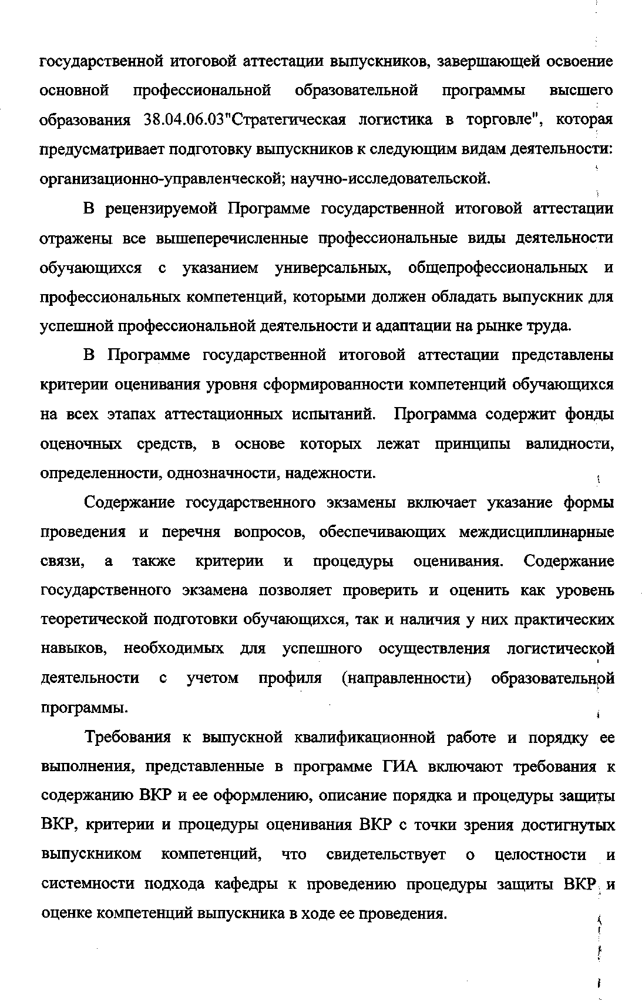 государственной итоговой аттестации выпускников, завершающей освоение
основной профессиональной образовательной программы высшего
образования 38.04.06.03"Стратегическая логистика в торговле", которая
предусматривает подготовку выпускников к следующим видам деятельности:
организационно-управленческой; научно-исследовательской.
В рецензируемой Программе государственной итоговой аттестации
отражены все вышеперечисленные профессиональные виды деятельности
обучающихся с указанием универсальных, общепрофессиональных и
профессиональных компетенций, которыми должен обладать выпускник для
успешной профессиональной деятельности и адаптации на рынке труда.
В Программе государственной итоговой аттестации представлены
критерии оценивания уровня сформированности компетенций обучающихся
на всех этапах аттестационных испытаний. Программа содержит фонды
оценочных средств, в основе которых лежат принципы валидности,
определенности, однозначности, надежности.
Содержание государственного экзамены включает указание формы
проведения и перечня вопросов, обеспечивающих междисциплинарные
связи, а также критерии и процедуры оценивания. Содержание
государственного экзамена позволяет проверить и оценить как уровень
теоретической подготовки обучающихся, так и наличия у них практических
навыков, необходимых для успешного осуществления логистической
деятельности с учетом профиля (направленности) образовательной
программы.
Требования к выпускной квалификационной работе и порядку ее
выполнения, представленные в программе ГИА включают требования к
содержанию ВКР и ее оформлению, описание порядка и процедуры защиты
ВКР, критерии и процедуры оценивания ВКР с точки зрения достигнутых
выпускником компетенций, что свидетельствует о целостности и
системности подхода кафедры к проведению процедуры защиты ВКР и
оценке компетенций выпускника в ходе ее проведения.